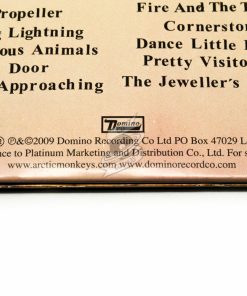 Propeller
Fire And The T
g Lightning
Cornerston
ous Animals
Dance Little L
Door
Pretty Visito
Approaching
The Jeweller's
Domino
℗&©2009 Domino Recording Co Ltd PO Box 47029 L
nce to Platinum Marketing and Distribution Co., Ltd. For s
www.arcticmonkeys.com www.dominorecordco.com